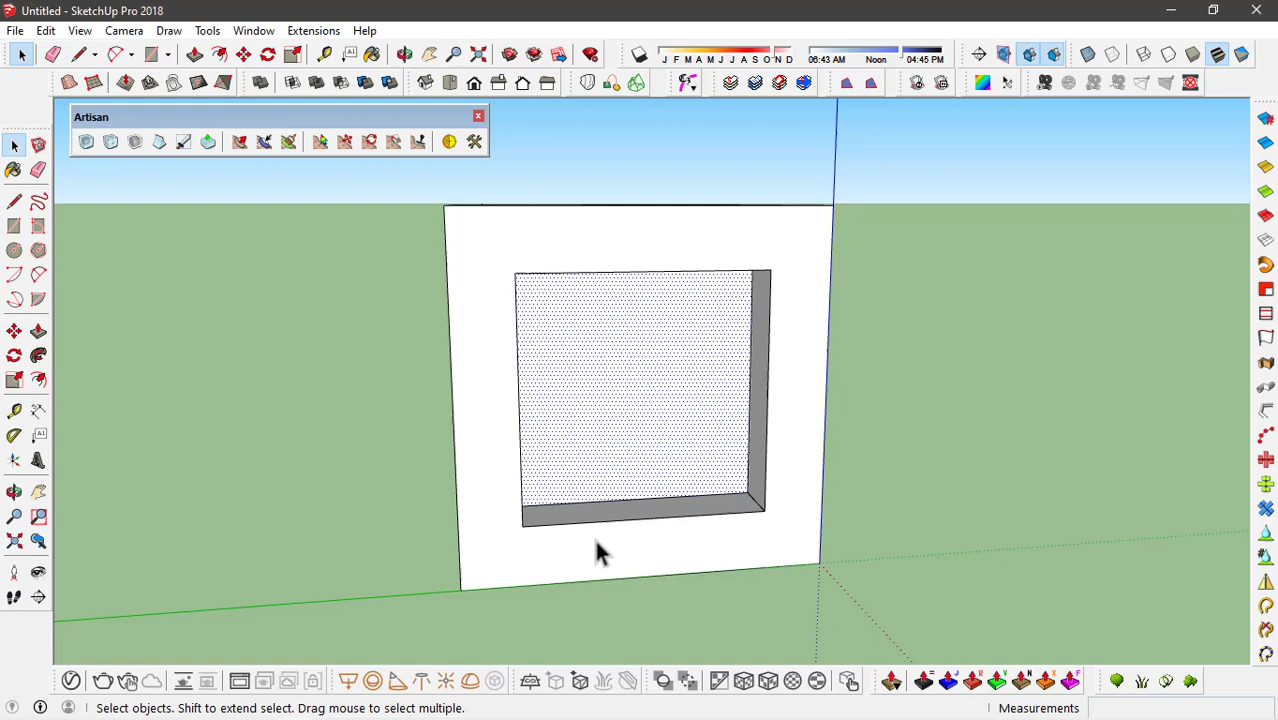 Untitled - SketchUp Pro 2018
File Edit View Camera Draw Tools Window Extensions Help
J F M A M J J A S O N D 06:43 AM Noon 04:45 PM
Artisan
Select objects. Shift to extend select. Drag mouse to select multiple. Measurements